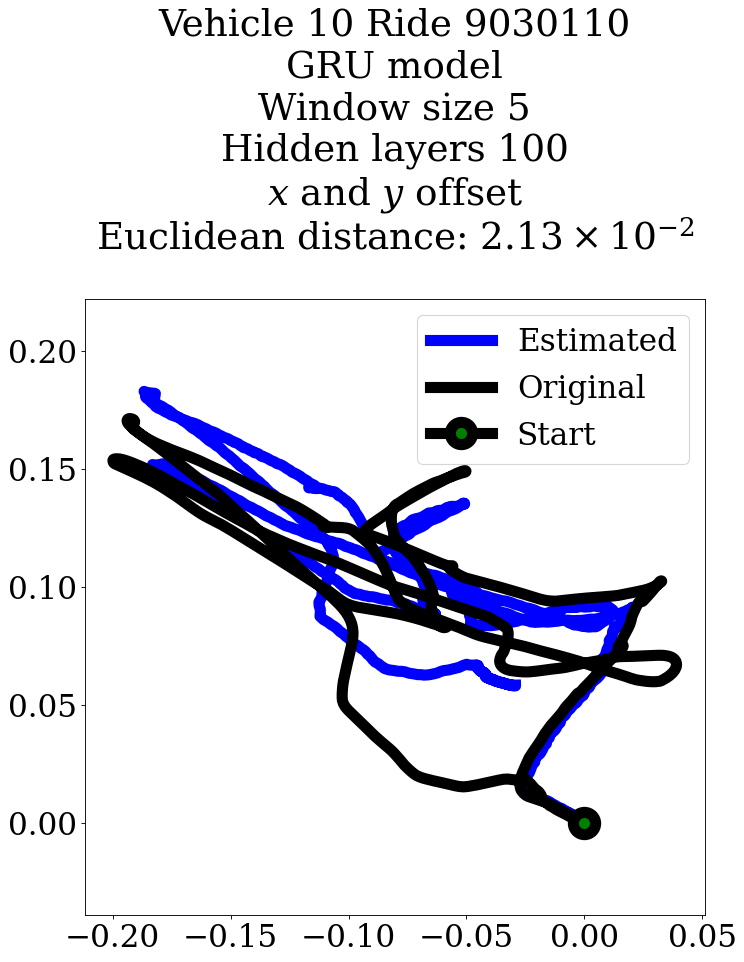 Vehicle 10 Ride 9030110
GRU model
Window size 5
Hidden layers 100
x and y offset
Euclidean distance: 2.13 × 10⁻²
Estimated
Original
Start
0.20
0.15
0.10
0.05
0.00
−0.20 −0.15 −0.10 −0.05 0.00 0.05